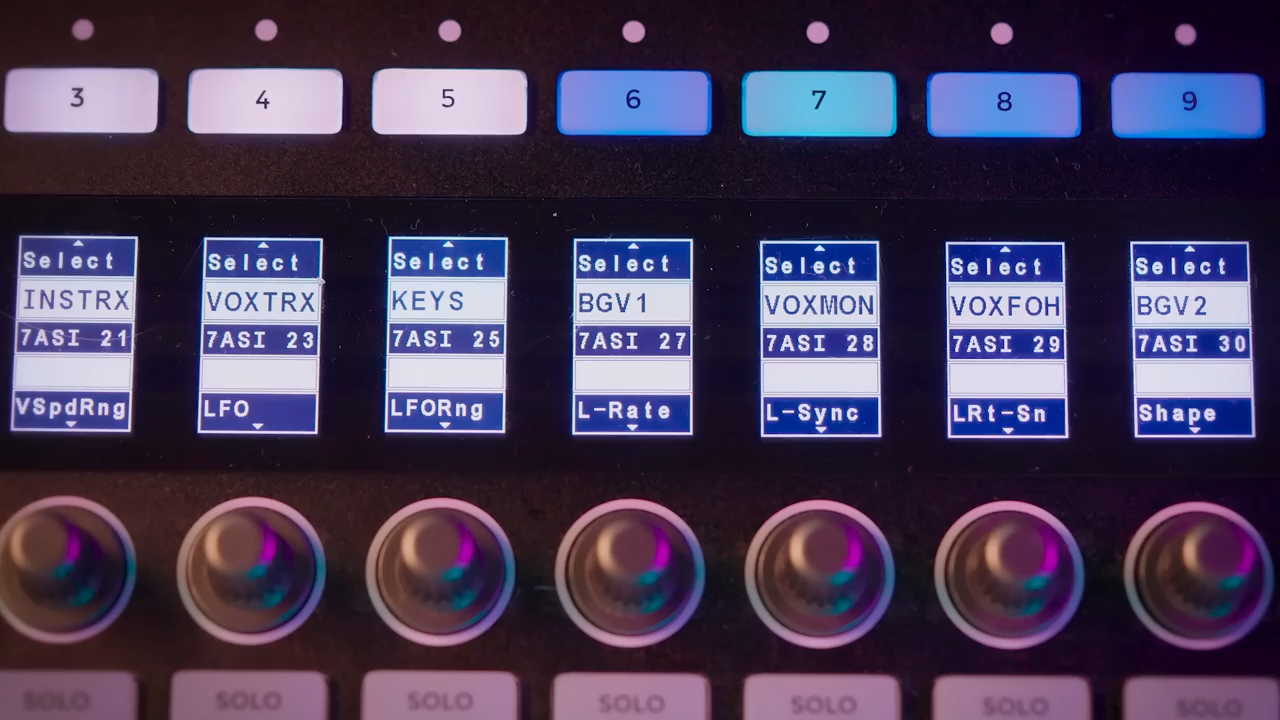 3 4 5 6 7 8 9
Select Select Select Select Select Select Select
INSTRX VOXTRX KEYS BGV1 VOXMON VOXFOH BGV2
7ASI 21 7ASI 23 7ASI 25 7ASI 27 7ASI 28 7ASI 29 7ASI 30
VSpdRng LFO LFORng L-Rate L-Sync LRt-Sn Shape
SOLO SOLO SOLO SOLO SOLO SOLO SOLO